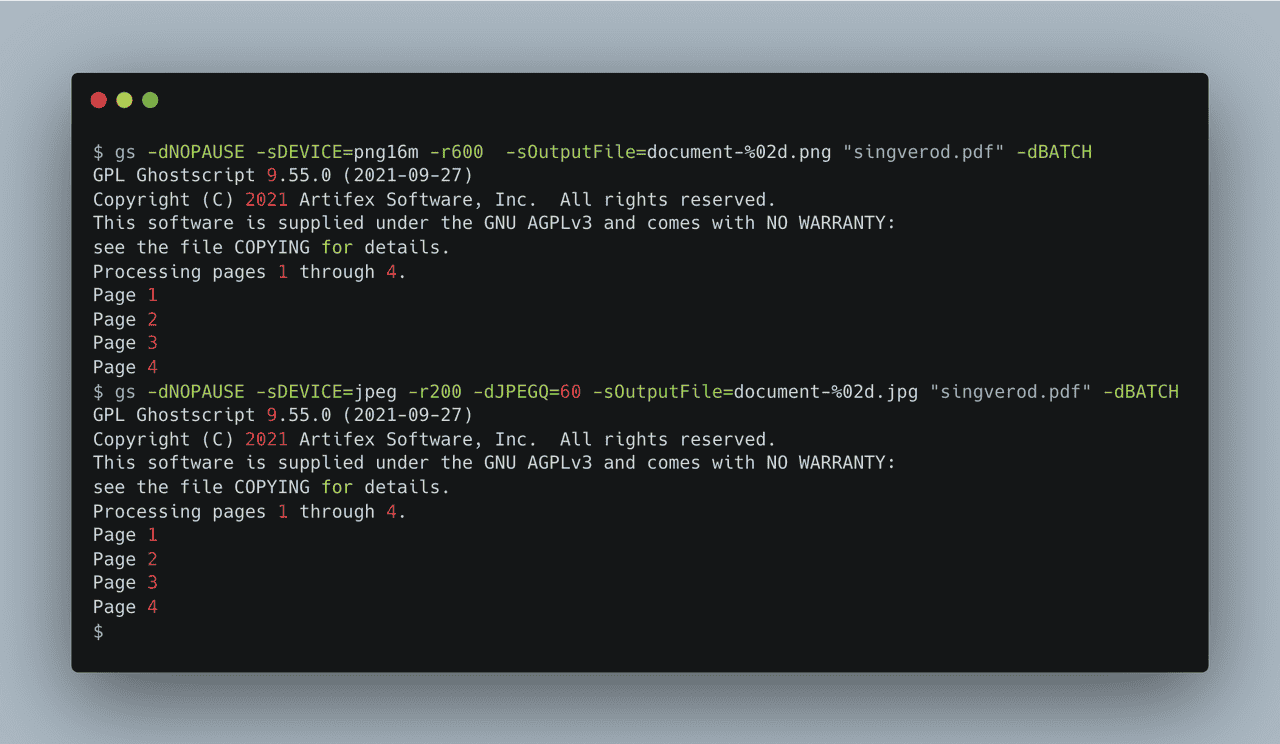 $ gs -dNOPAUSE -sDEVICE=png16m -r600  -sOutputFile=document-%02d.png "singverod.pdf" -dBATCH
GPL Ghostscript 9.55.0 (2021-09-27)
Copyright (C) 2021 Artifex Software, Inc.  All rights reserved.
This software is supplied under the GNU AGPLv3 and comes with NO WARRANTY:
see the file COPYING for details.
Processing pages 1 through 4.
Page 1
Page 2
Page 3
Page 4
$ gs -dNOPAUSE -sDEVICE=jpeg -r200 -dJPEGQ=60 -sOutputFile=document-%02d.jpg "singverod.pdf" -dBATCH
GPL Ghostscript 9.55.0 (2021-09-27)
Copyright (C) 2021 Artifex Software, Inc.  All rights reserved.
This software is supplied under the GNU AGPLv3 and comes with NO WARRANTY:
see the file COPYING for details.
Processing pages 1 through 4.
Page 1
Page 2
Page 3
Page 4
$